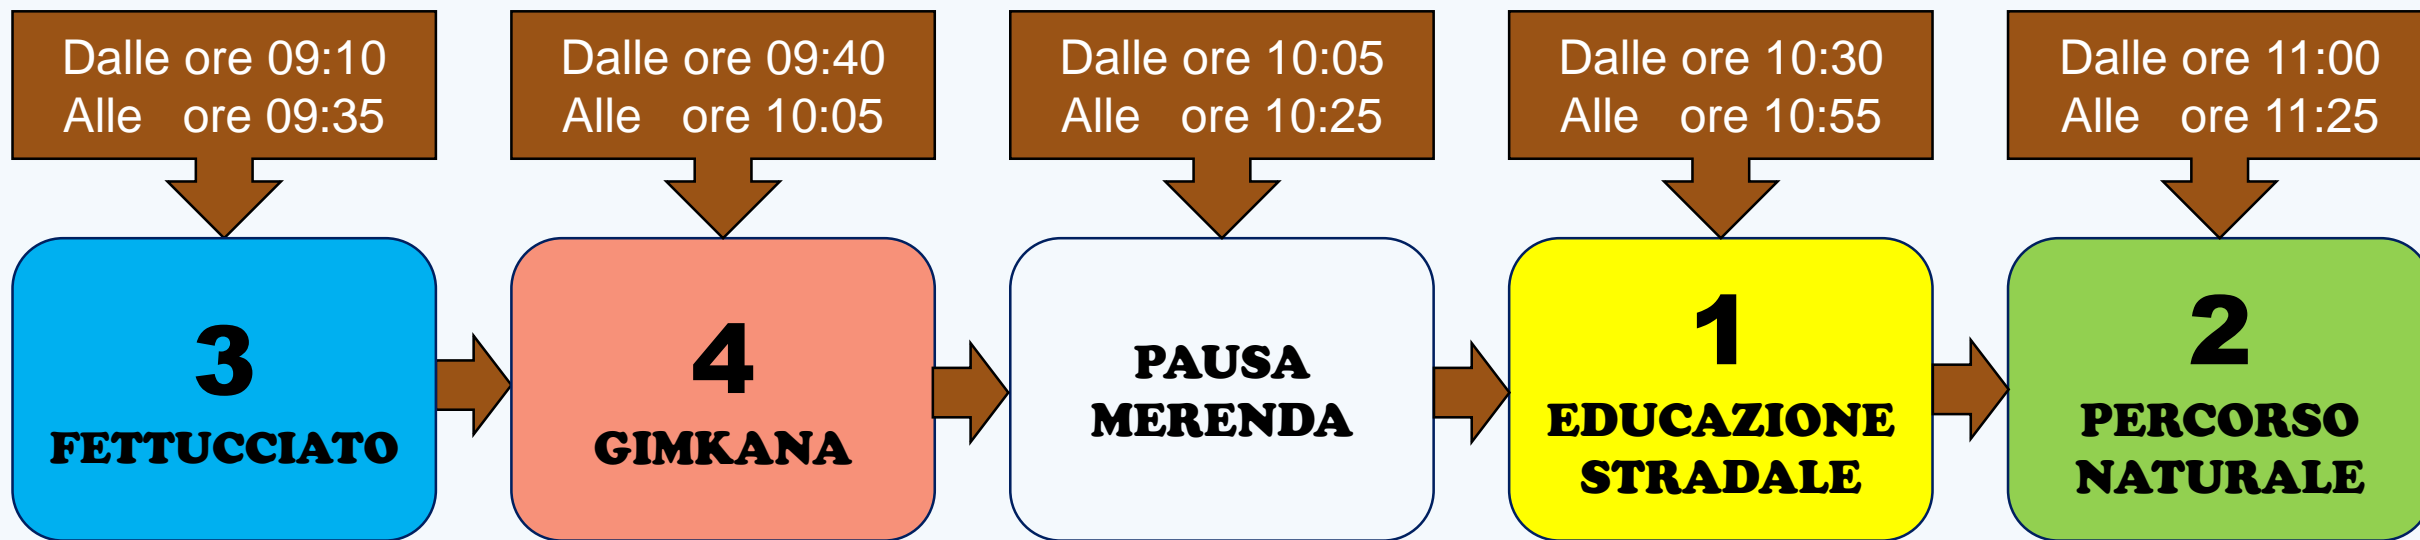 Dalle ore 09:10
Alle ore 09:35
Dalle ore 09:40
Alle ore 10:05
Dalle ore 10:05
Alle ore 10:25
Dalle ore 10:30
Alle ore 10:55
Dalle ore 11:00
Alle ore 11:25
3
FETTUCCIATO
4
GIMKANA
PAUSA
MERENDA
1
EDUCAZIONE
STRADALE
2
PERCORSO
NATURALE